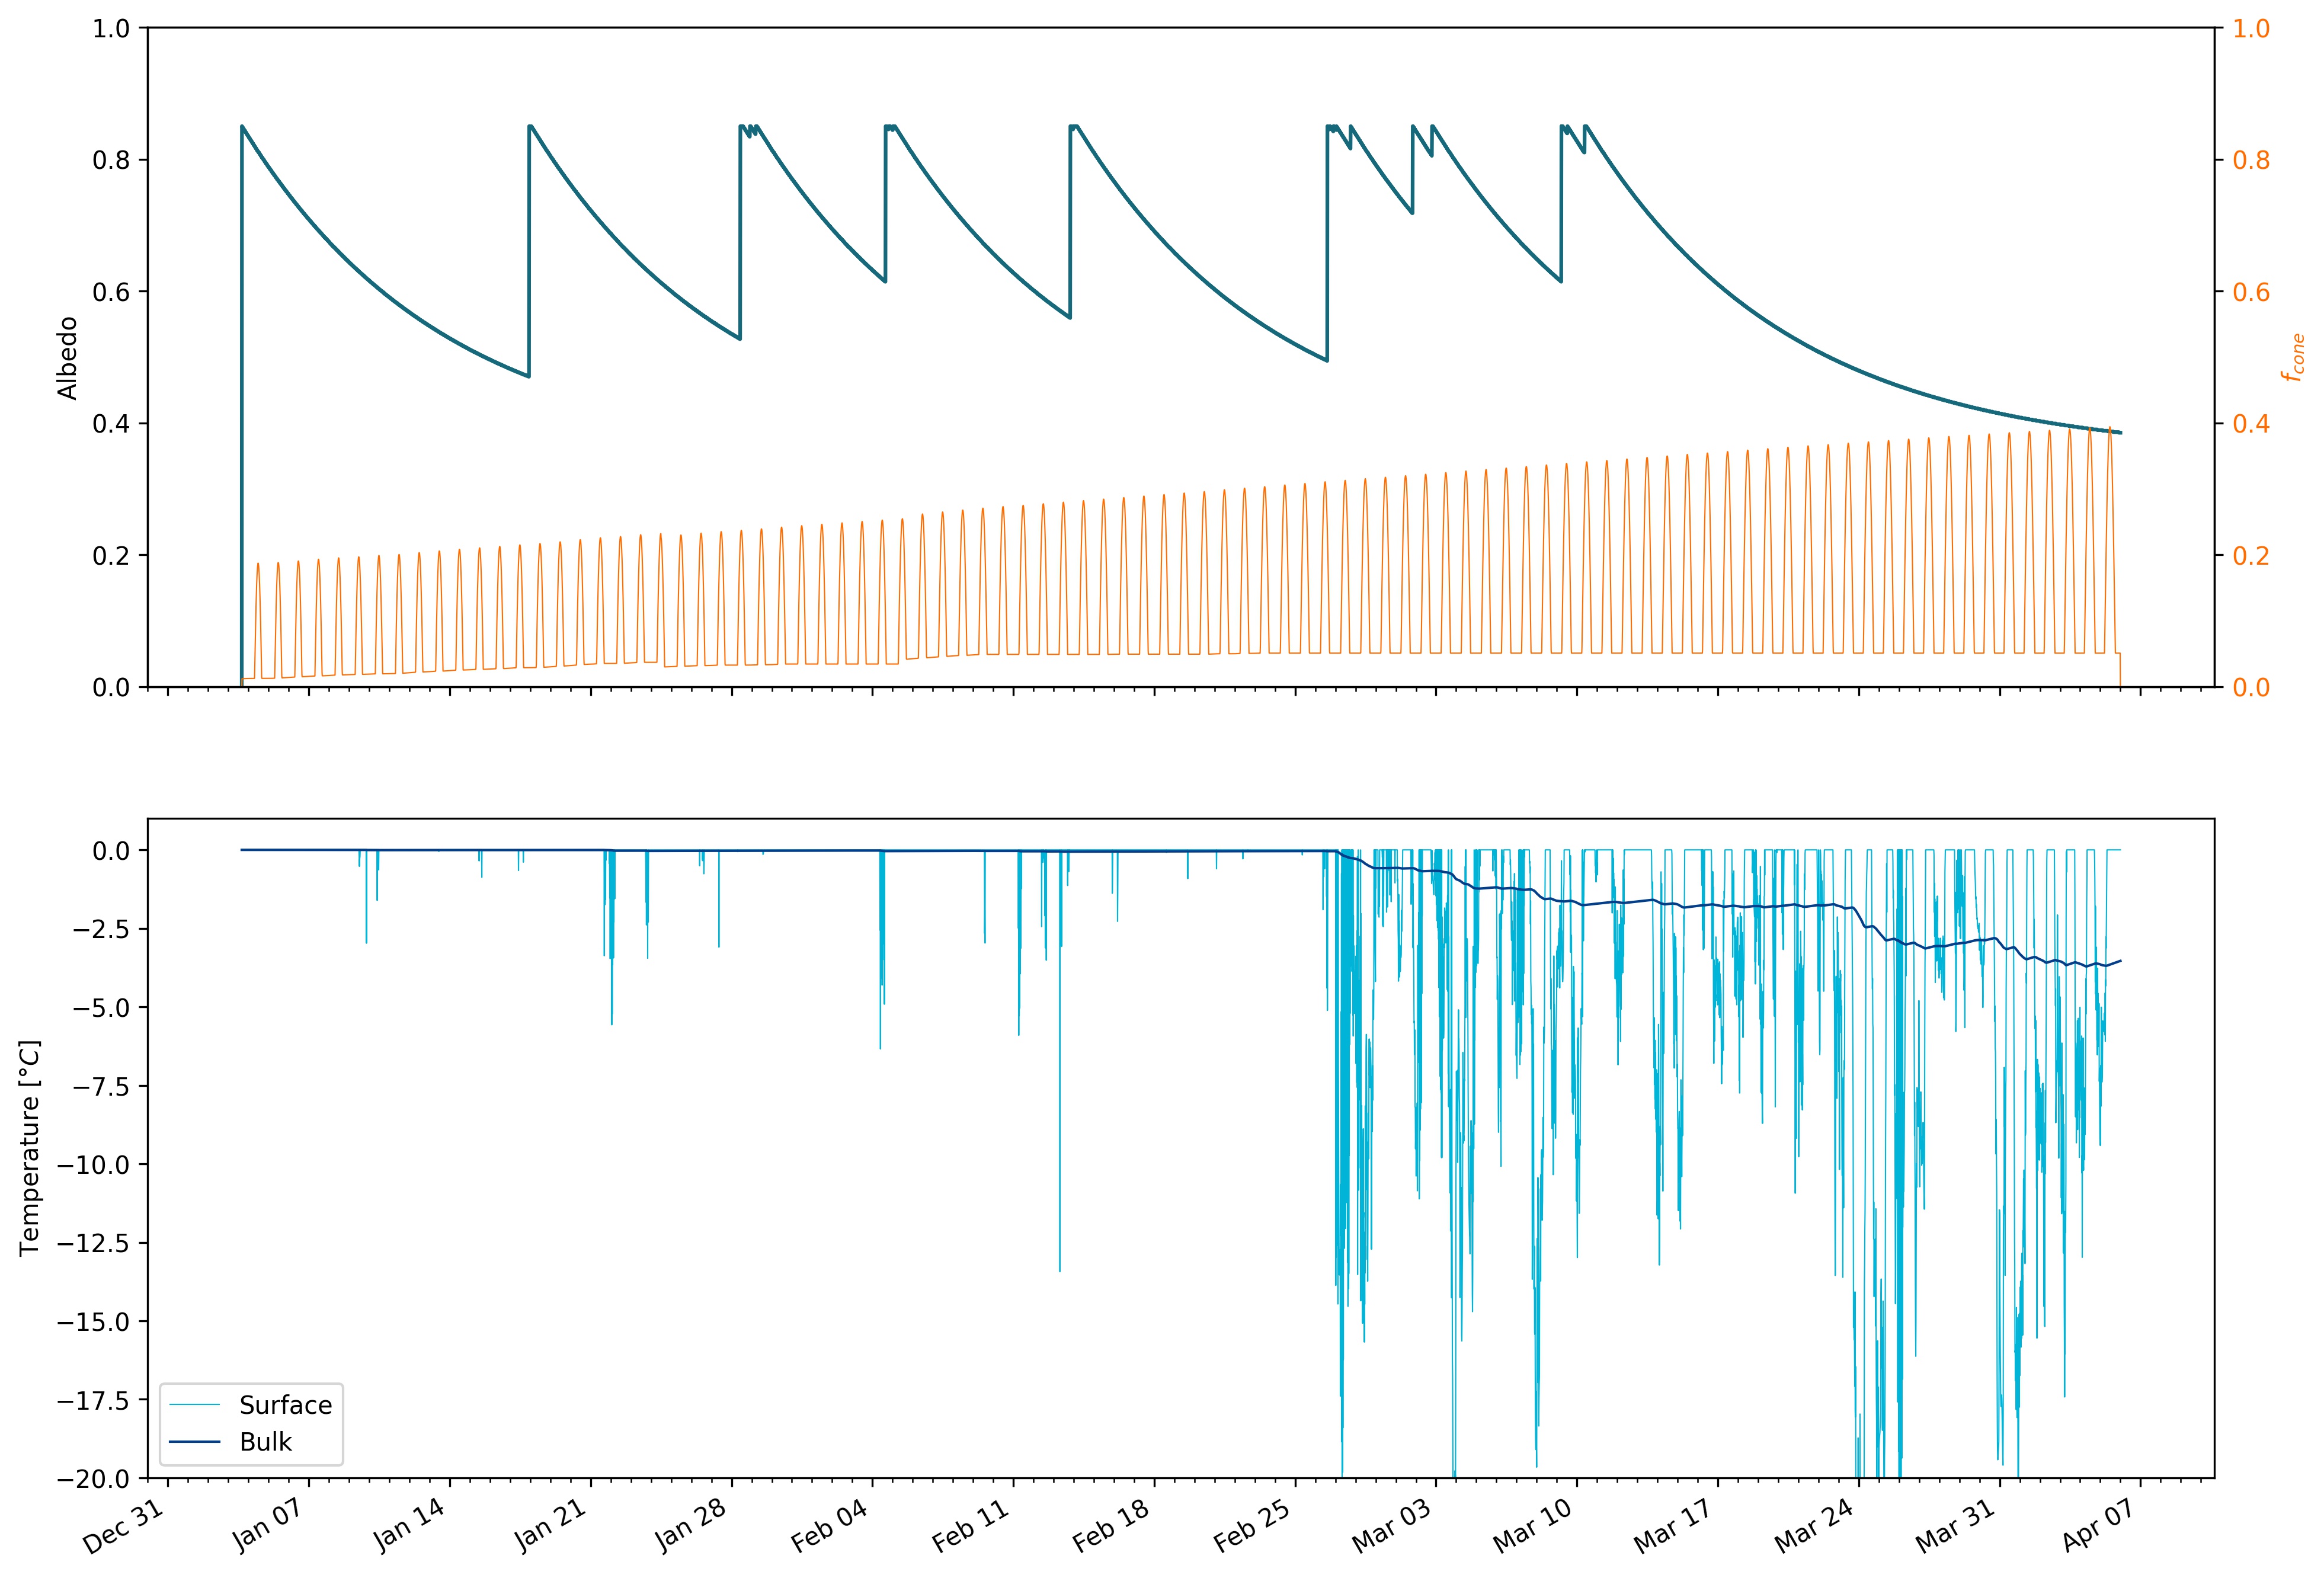 1.0
0.8
0.6
0.4
0.2
0.0
Albedo
1.0
0.8
0.6
0.4
0.2
0.0
f_cone
0.0
−2.5
−5.0
−7.5
−10.0
−12.5
−15.0
−17.5
−20.0
Temperature [°C]
Surface
Bulk
Dec 31
Jan 07
Jan 14
Jan 21
Jan 28
Feb 04
Feb 11
Feb 18
Feb 25
Mar 03
Mar 10
Mar 17
Mar 24
Mar 31
Apr 07